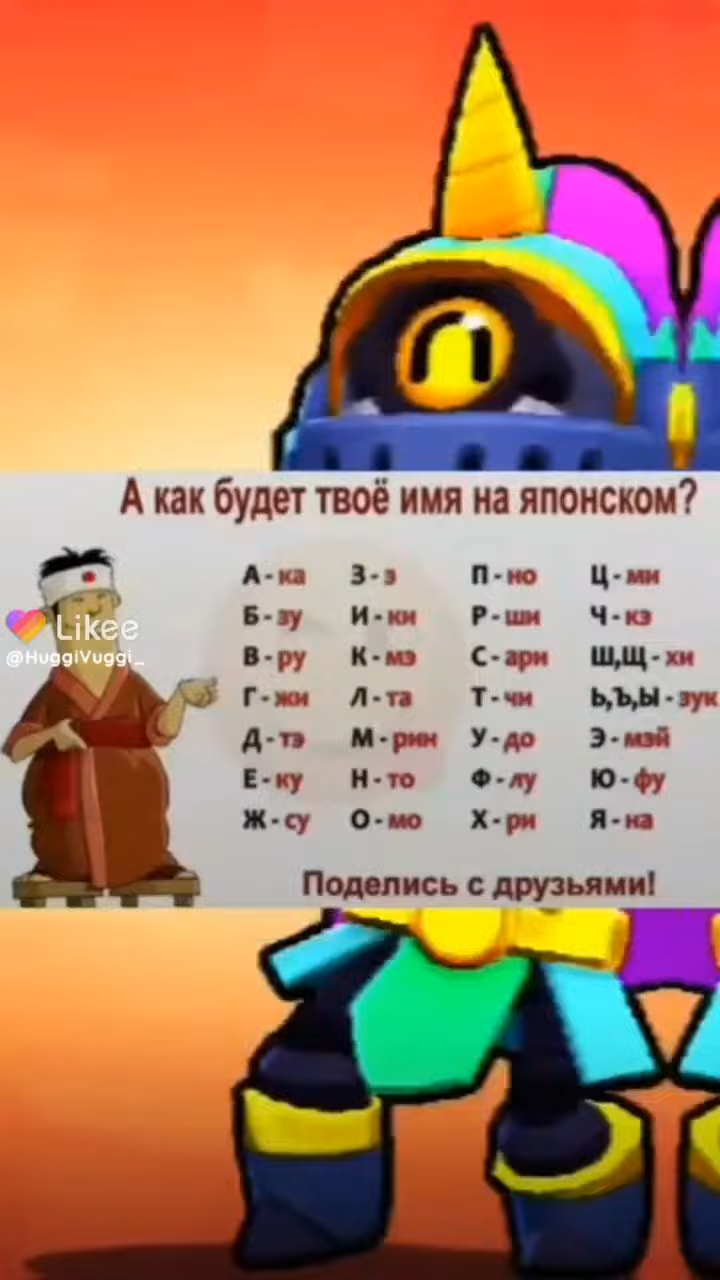 А как будет твоё имя на японском?
А - ка З - э П - но Ц - ми
Б - зу И - ки Р - ши Ч - кэ
В - ру К - мэ С - ари Ш,Щ - хи
Г - жи Л - та Т - чи Ь,Ъ,Ы - зук
Д - тэ М - рин У - до Э - мэй
Е - ку Н - то Ф - лу Ю - фу
Ж - су О - мо Х - ри Я - на
Поделись с друзьями!
Likee
@HuggiVuggi_